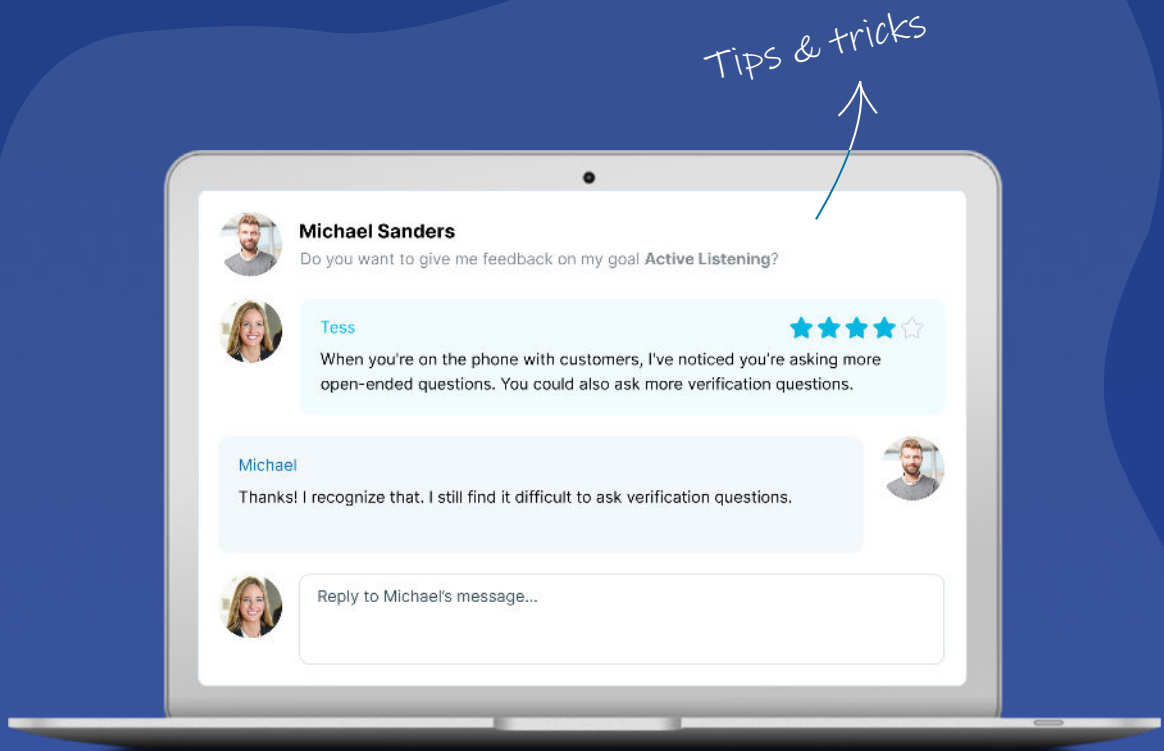 Tips & tricks
Michael Sanders
Do you want to give me feedback on my goal Active Listening?
Tess
When you're on the phone with customers, I've noticed you're asking more
open-ended questions. You could also ask more verification questions.
Michael
Thanks! I recognize that. I still find it difficult to ask verification questions.
Reply to Michael's message...